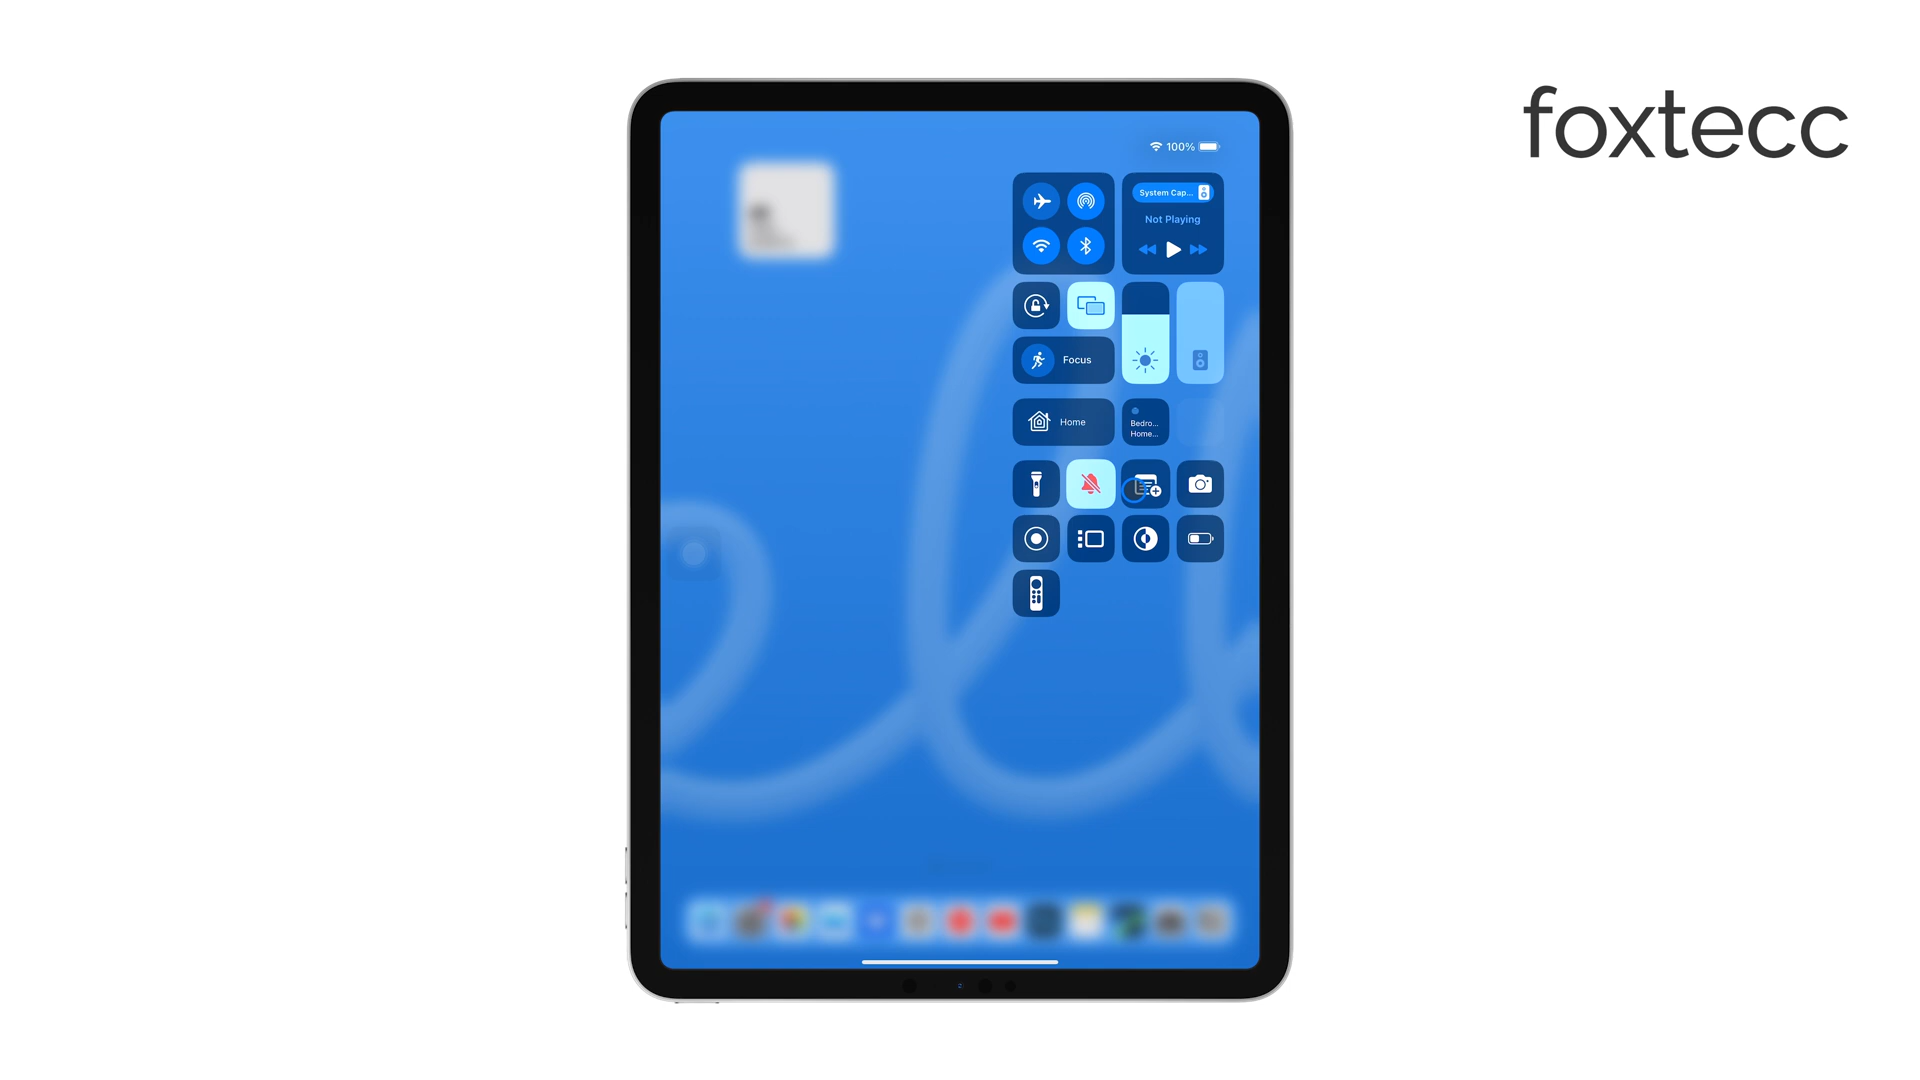 foxtecc
100%
System Cap...
Not Playing
Focus
Home
Bedro...
Home...